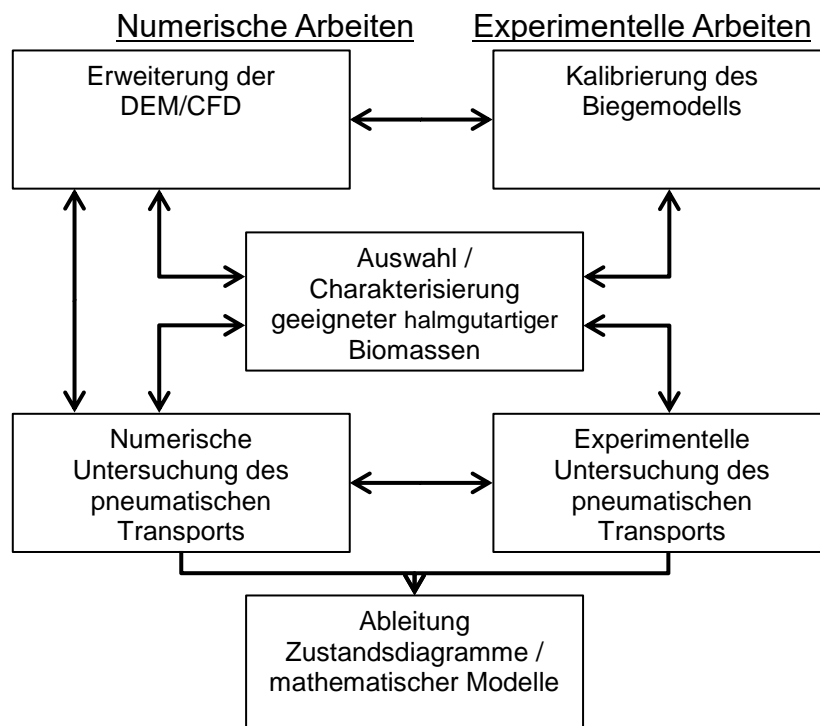 Numerische Arbeiten
Experimentelle Arbeiten
Erweiterung der
DEM/CFD
Kalibrierung des
Biegemodells
Auswahl /
Charakterisierung
geeigneter halmgutartiger
Biomassen
Numerische
Untersuchung des
pneumatischen
Transports
Experimentelle
Untersuchung des
pneumatischen
Transports
Ableitung
Zustandsdiagramme /
mathematischer Modelle